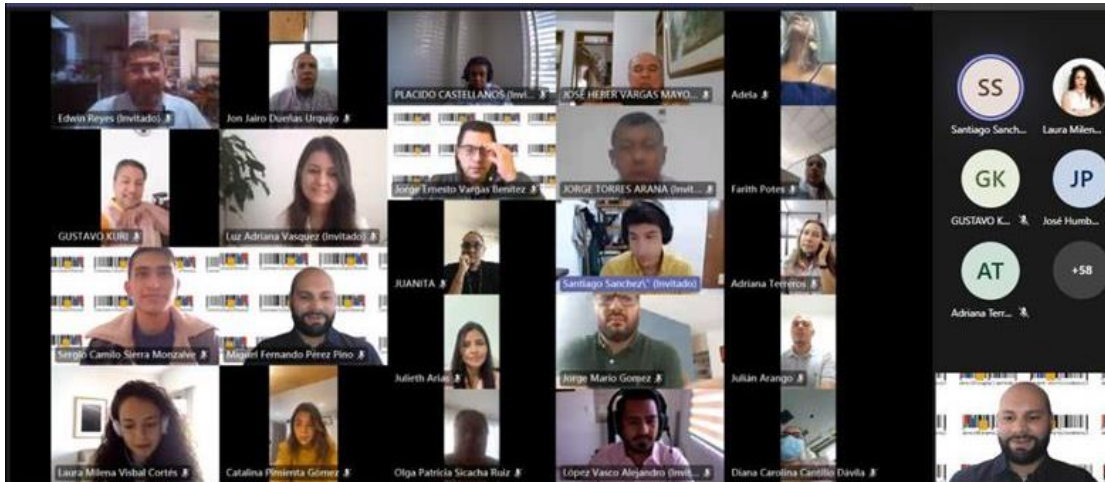 Edwin Reyes (Invitado)
Jon Jairo Dueñas Urquijo
PLACIDO CASTELLANOS (Invi...
JOSÉ HEBER VARGAS MAYO...
Adela
GUSTAVO KURI
Luz Adriana Vasquez (Invitado)
Jorge Ernesto Vargas Benitez
JORGE TORRES ARANA (Invit...
Farith Potes
Sergio Camilo Sierra Monzalve
Miguel Fernando Pérez Pino
JUANITA
Santiago Sanchez\` (Invitado)
Adriana Terreros
Julieth Arias
Jorge Mario Gomez
Julián Arango
Laura Milena Visbal Cortés
Catalina Pimienta Gómez
Olga Patricia Sicacha Ruiz
López Vasco Alejandro (Invit...
Diana Carolina Cantillo Dávila
SS
Santiago Sanch...
Laura Milen...
GK
GUSTAVO K...
JP
José Humb...
AT
Adriana Terr...
+58